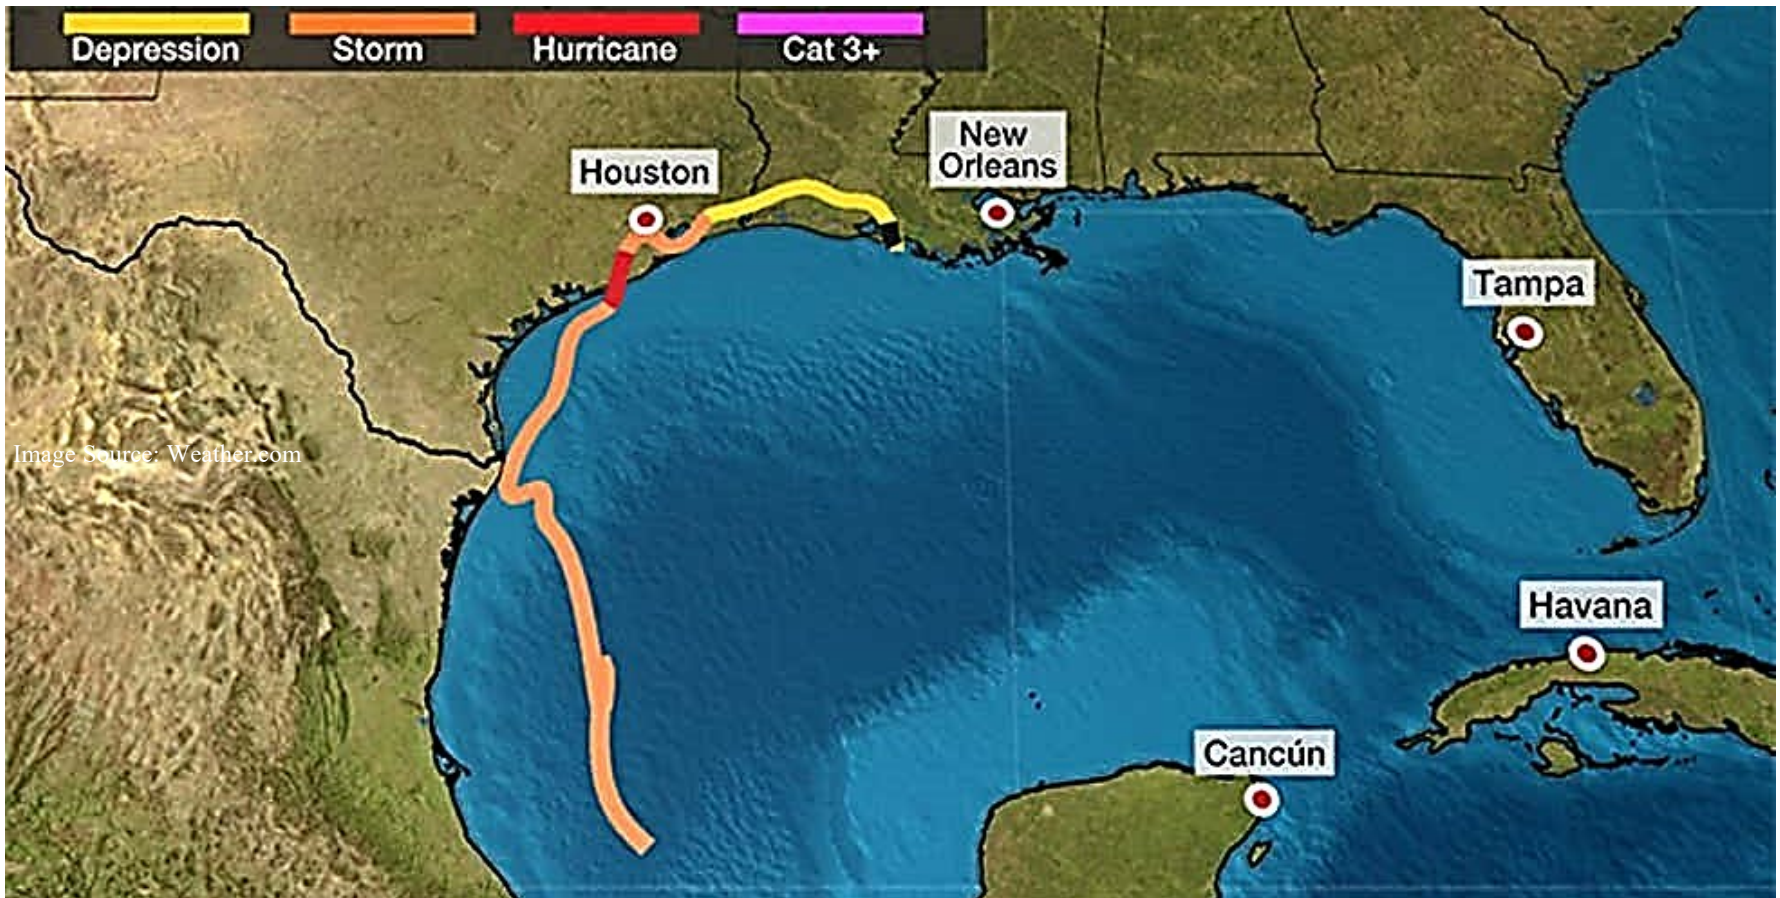 Depression
Storm
Hurricane
Cat 3+
New
Orleans
Houston
Tampa
Image Source: Weather.com
Havana
Cancún